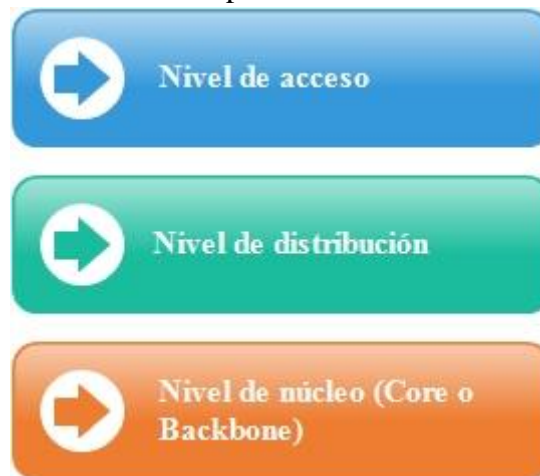 Nivel de acceso
Nivel de distribución
Nivel de núcleo (Core o
Backbone)